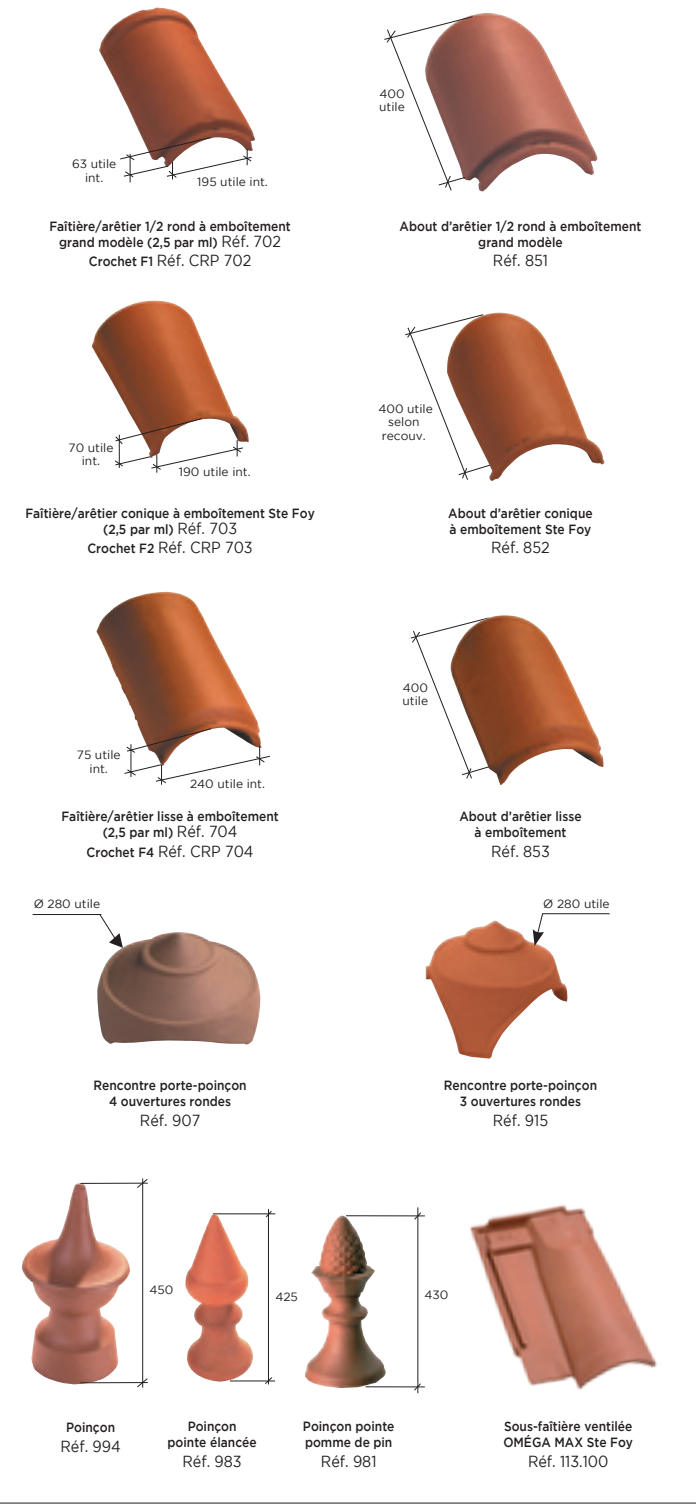 400
utile
63 utile
int.
195 utile int.
Faîtière/arêtier 1/2 rond à emboîtement
grand modèle (2,5 par ml) Réf. 702
Crochet F1 Réf. CRP 702
About d'arêtier 1/2 rond à emboîtement
grand modèle
Réf. 851
70 utile
int.
190 utile int.
400 utile
selon
recouv.
Faîtière/arêtier conique à emboîtement Ste Foy
(2,5 par ml) Réf. 703
Crochet F2 Réf. CRP 703
About d'arêtier conique
à emboîtement Ste Foy
Réf. 852
75 utile
int.
240 utile int.
400
utile
Faîtière/arêtier lisse à emboîtement
(2,5 par ml) Réf. 704
Crochet F4 Réf. CRP 704
About d'arêtier lisse
à emboîtement
Réf. 853
Ø 280 utile
Ø 280 utile
Rencontre porte-poinçon
4 ouvertures rondes
Réf. 907
Rencontre porte-poinçon
3 ouvertures rondes
Réf. 915
450
425
430
Poinçon
Réf. 994
Poinçon
pointe élancée
Réf. 983
Poinçon pointe
pomme de pin
Réf. 981
Sous-faîtière ventilée
OMÉGA MAX Ste Foy
Réf. 113.100